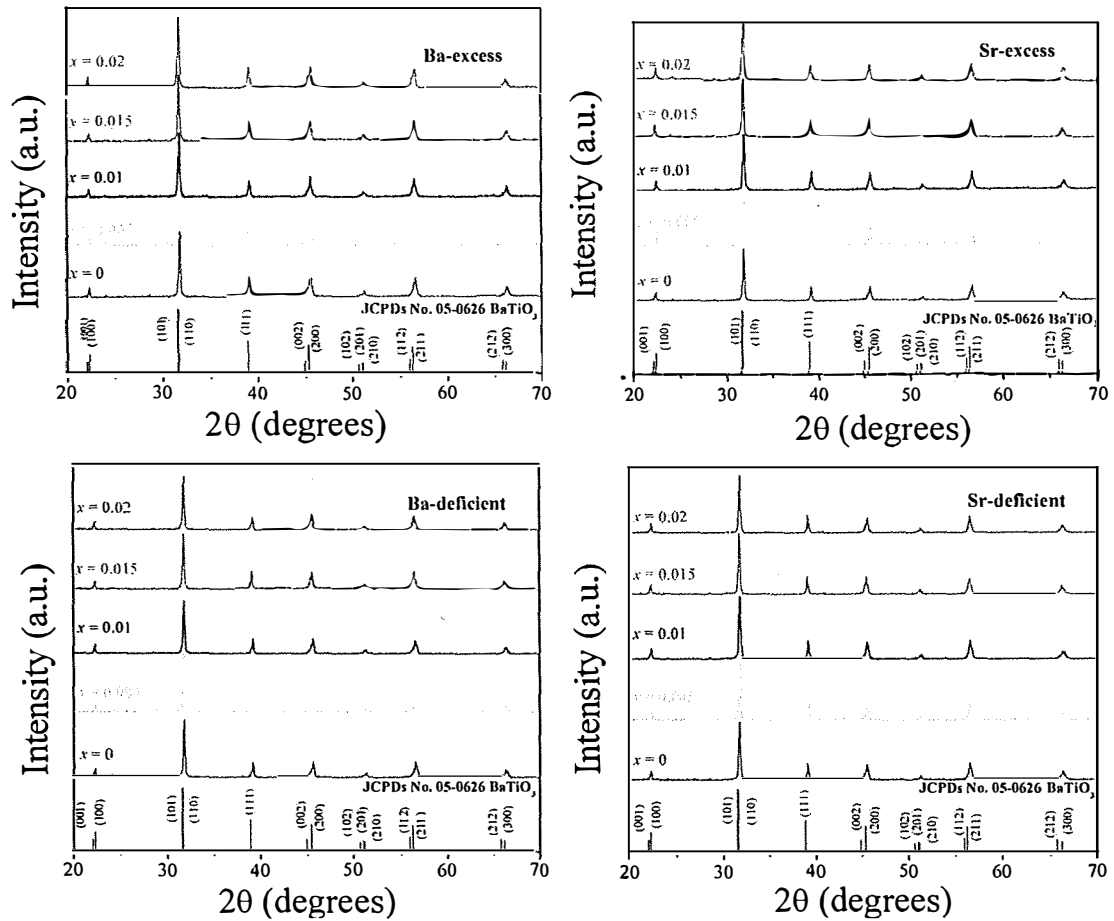 Intensity (a.u.)
Ba-excess
x = 0.02
x = 0.015
x = 0.01
x = 0
JCPDs No. 05-0626 BaTiO3
(001)
(100)
(101)
(110)
(111)
(002)
(200)
(102)
(201)
(210)
(112)
(2111)
(212)
(300)
20 30 40 50 60 70
2θ (degrees)
Intensity (a.u.)
Sr-excess
x = 0.02
x = 0.015
x = 0.01
x = 0
JCPDs No. 05-0626 BaTiO3
(001)
(100)
(101)
(110)
(111)
(002)
(200)
(102)
(201)
(210)
(112)
(211)
(212)
(300)
20 30 40 50 60 70
2θ (degrees)
Intensity (a.u.)
Ba-deficient
x = 0.02
x = 0.015
x = 0.01
x = 0
JCPDs No. 05-0626 BaTiO3
(001)
(100)
(101)
(110)
(111)
(002)
(200)
(102)
(201)
(210)
(112)
(211)
(212)
(300)
20 30 40 50 60 70
2θ (degrees)
Intensity (a.u.)
Sr-deficient
x = 0.02
x = 0.015
x = 0.01
x = 0
JCPDs No. 05-0626 BaTiO3
(001)
(100)
(101)
(110)
(111)
(002)
(200)
(102)
(201)
(210)
(112)
(211)
(212)
(300)
20 30 40 50 60 70
2θ (degrees)